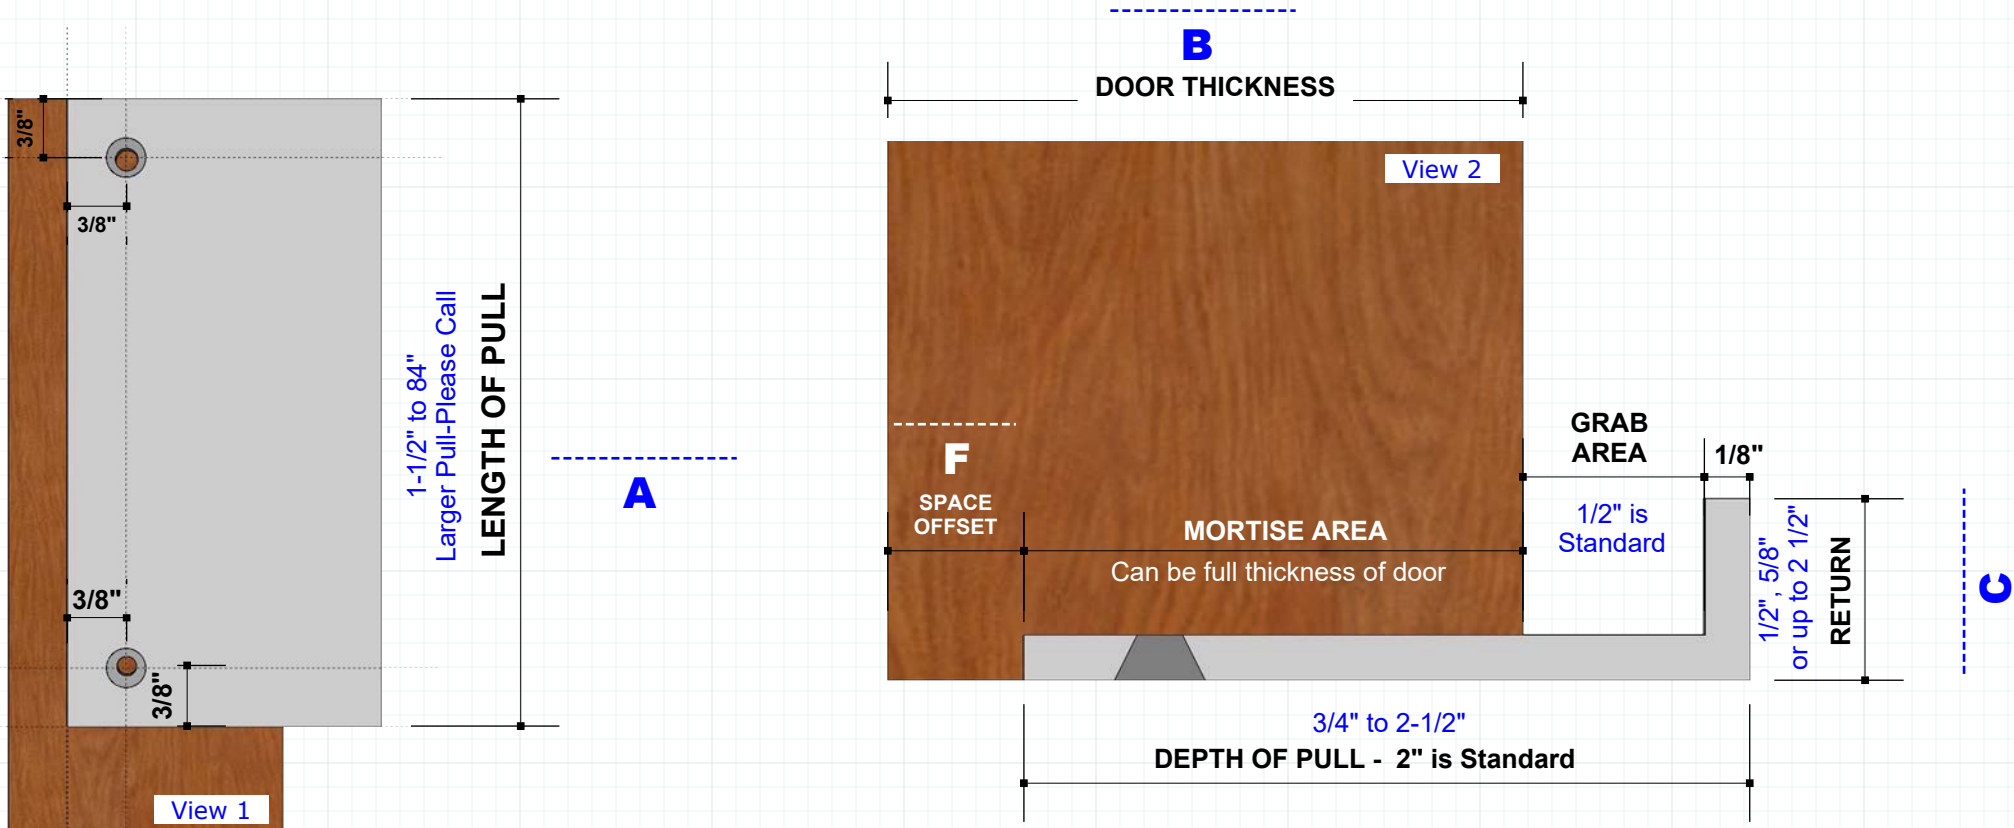 3/8"
3/8"
3/8"
3/8"
1-1/2" to 84"
Larger Pull-Please Call
LENGTH OF PULL
A
View 1
B
DOOR THICKNESS
View 2
F
SPACE
OFFSET
MORTISE AREA
Can be full thickness of door
GRAB
AREA
1/8"
1/2" is
Standard
1/2", 5/8"
or up to 2 1/2"
RETURN
C
3/4" to 2-1/2"
DEPTH OF PULL - 2" is Standard